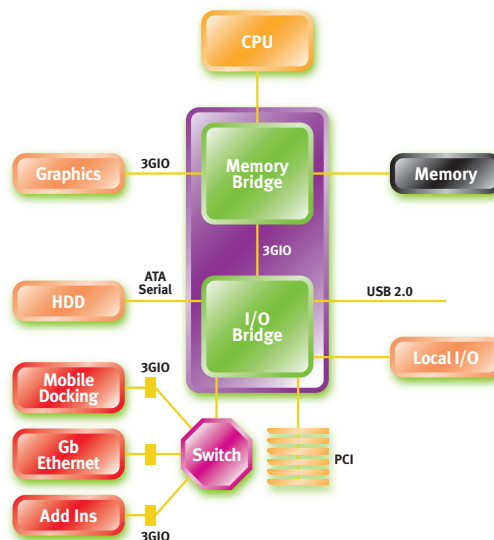 CPU
3GIO
Graphics
Memory
Bridge
Memory
3GIO
ATA
Serial
HDD
I/O
Bridge
USB 2.0
Local I/O
3GIO
Mobile
Docking
Gb
Ethernet
Switch
PCI
Add Ins
3GIO